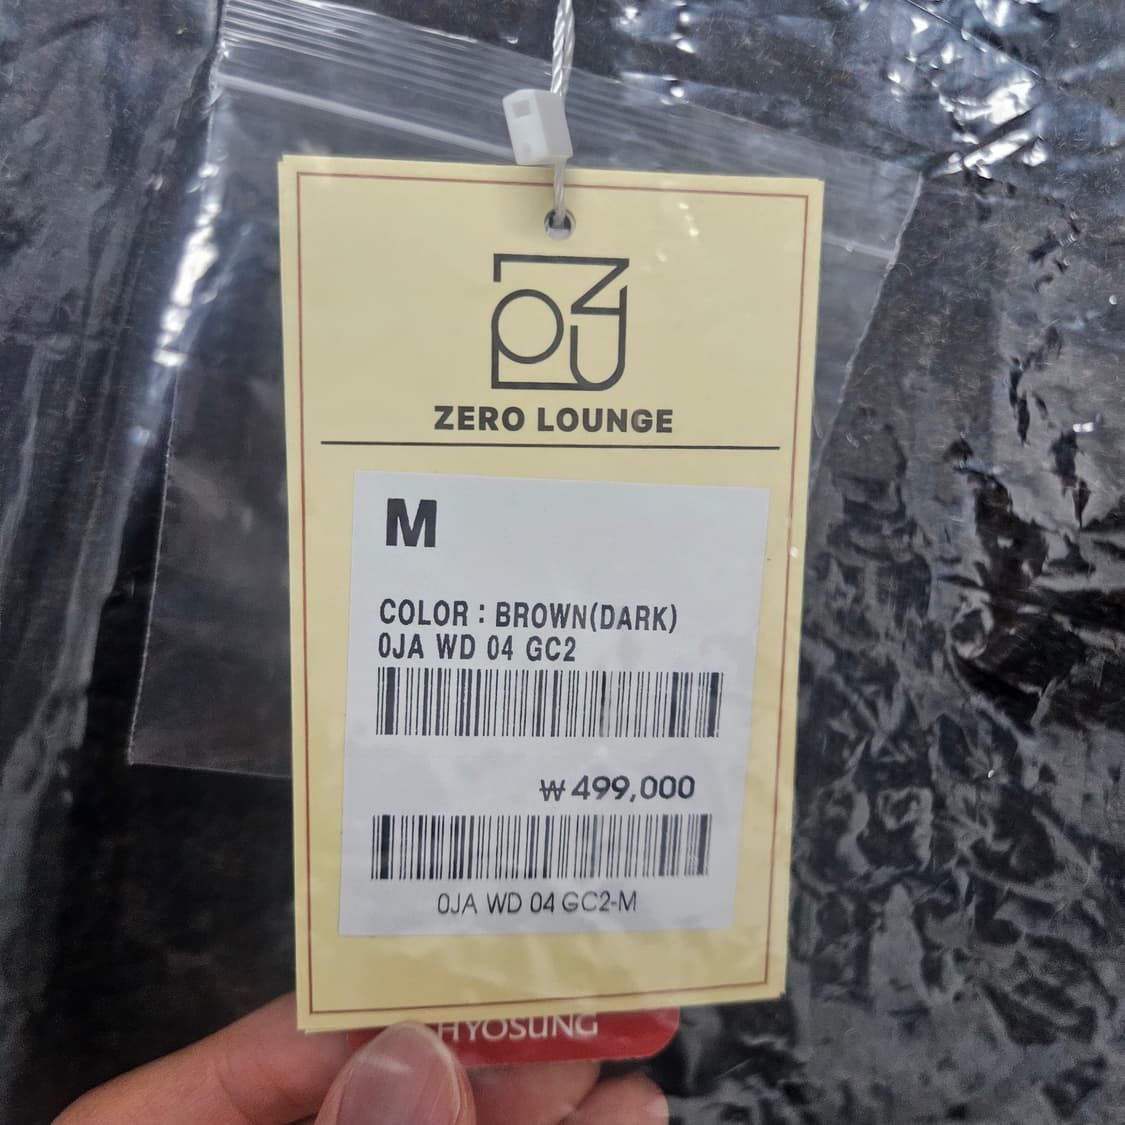 ZERO LOUNGE
M
COLOR : BROWN(DARK)
0JA WD 04 GC2
₩ 499,000
0JA WD 04 GC2-M
HYOSUNG